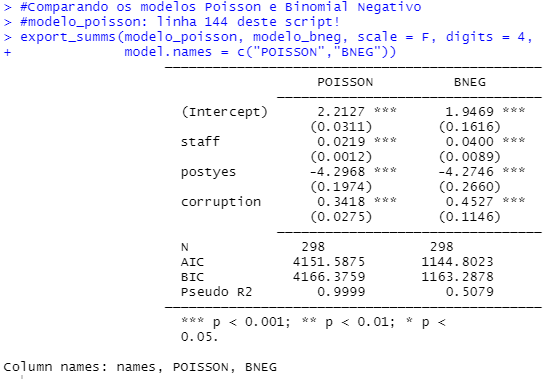 > #Comparando os modelos Poisson e Binomial Negativo
> #modelo_poisson: linha 144 deste script!
> export_summs(modelo_poisson, modelo_bneg, scale = F, digits = 4,
+ model.names = c("POISSON","BNEG"))
POISSON BNEG
(Intercept) 2.2127 *** 1.9469 ***
(0.0311) (0.1616)
staff 0.0219 *** 0.0400 ***
(0.0012) (0.0089)
postyes -4.2968 *** -4.2746 ***
(0.1974) (0.2660)
corruption 0.3418 *** 0.4527 ***
(0.0275) (0.1146)
N 298 298
AIC 4151.5875 1144.8023
BIC 4166.3759 1163.2878
Pseudo R2 0.9999 0.5079
*** p < 0.001; ** p < 0.01; * p <
0.05.
Column names: names, POISSON, BNEG